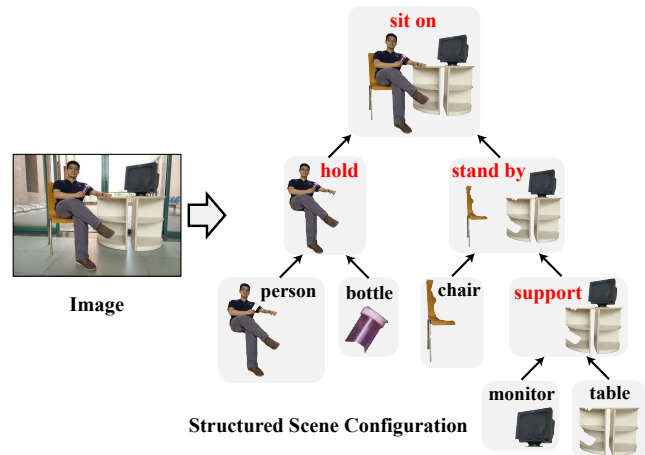 sit on
hold
stand by
person
bottle
chair
support
Image
monitor
table
Structured Scene Configuration